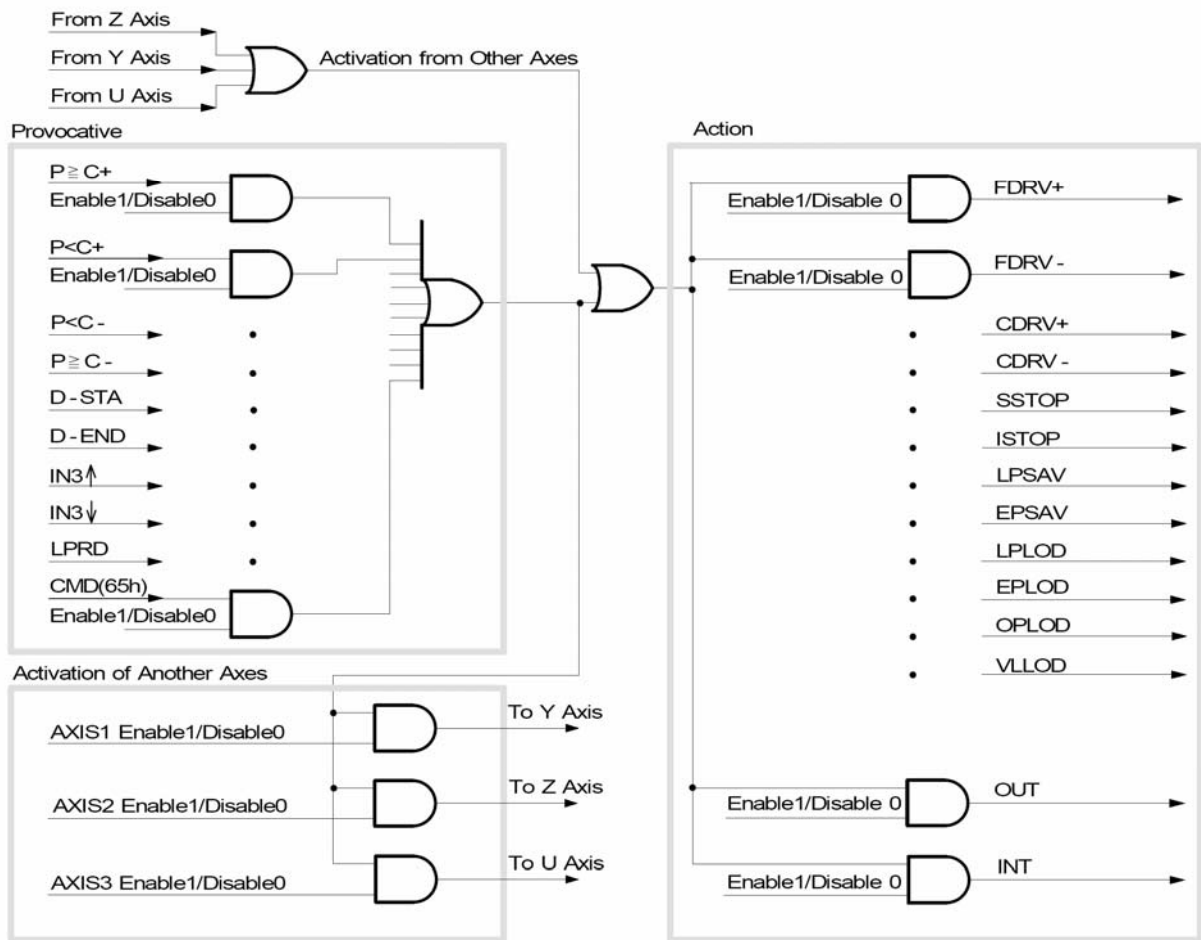 From Z Axis
From Y Axis
From U Axis
Activation from Other Axes
Provocative
P ≧ C+
Enable1/Disable0
P<C+
Enable1/Disable0
P<C -
P ≧ C -
D - STA
D - END
IN3↑
IN3↓
LPRD
CMD(65h)
Enable1/Disable0
Activation of Another Axes
AXIS1 Enable1/Disable0
To Y Axis
AXIS2 Enable1/Disable0
To Z Axis
AXIS3 Enable1/Disable0
To U Axis
Action
Enable1/Disable 0
FDRV+
Enable1/Disable 0
FDRV -
CDRV+
CDRV -
SSTOP
ISTOP
LPSAV
EPSAV
LPLOD
EPLOD
OPLOD
VLLOD
Enable1/Disable 0
OUT
Enable1/Disable 0
INT